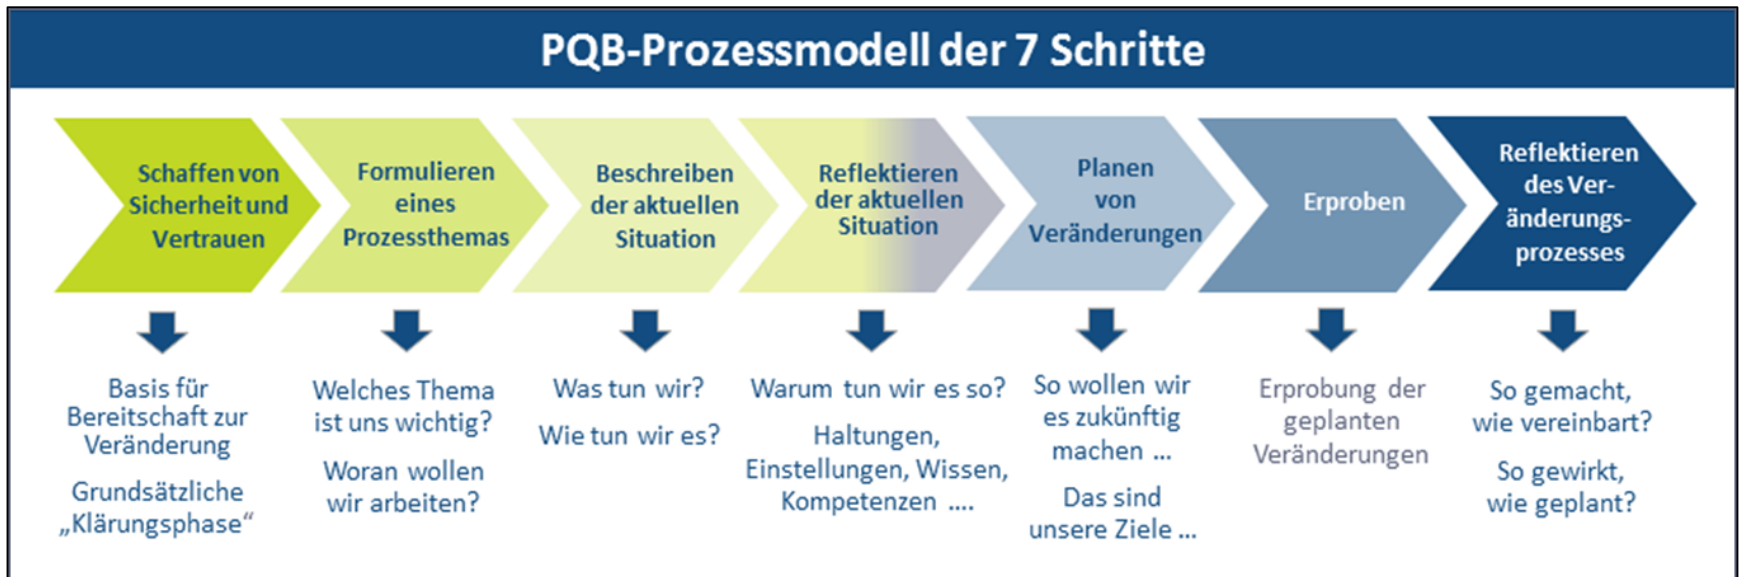 PQB-Prozessmodell der 7 Schritte
Schaffen von
Sicherheit und
Vertrauen
Formulieren
eines
Prozessthemas
Beschreiben
der aktuellen
Situation
Reflektieren
der aktuellen
Situation
Planen
von
Veränderungen
Erproben
Reflektieren
des Ver-
änderungs-
prozesses
Basis für
Bereitschaft zur
Veränderung
Grundsätzliche
„Klärungsphase“
Welches Thema
ist uns wichtig?
Woran wollen
wir arbeiten?
Was tun wir?
Wie tun wir es?
Warum tun wir es so?
Haltungen,
Einstellungen, Wissen,
Kompetenzen ....
So wollen wir
es zukünftig
machen ...
Das sind
unsere Ziele ...
Erprobung der
geplanten
Veränderungen
So gemacht,
wie vereinbart?
So gewirkt,
wie geplant?